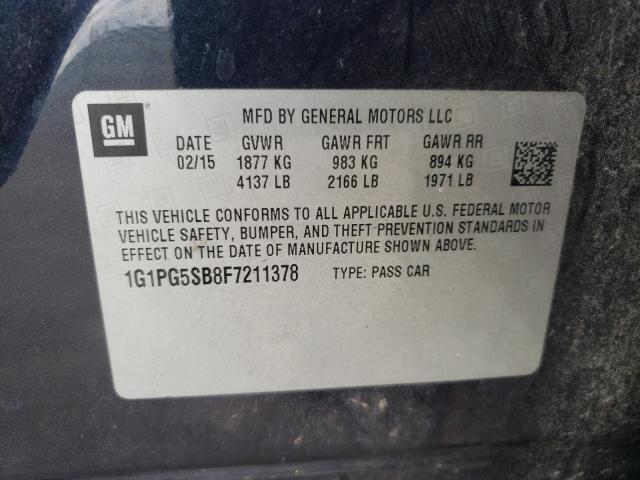 GM
MFD BY GENERAL MOTORS LLC
DATE GVWR GAWR FRT GAWR RR
02/15 1877 KG 983 KG 894 KG
4137 LB 2166 LB 1971 LB
THIS VEHICLE CONFORMS TO ALL APPLICABLE U.S. FEDERAL MOTOR
VEHICLE SAFETY, BUMPER, AND THEFT PREVENTION STANDARDS IN
EFFECT ON THE DATE OF MANUFACTURE SHOWN ABOVE.
1G1PG5SB8F7211378 TYPE: PASS CAR